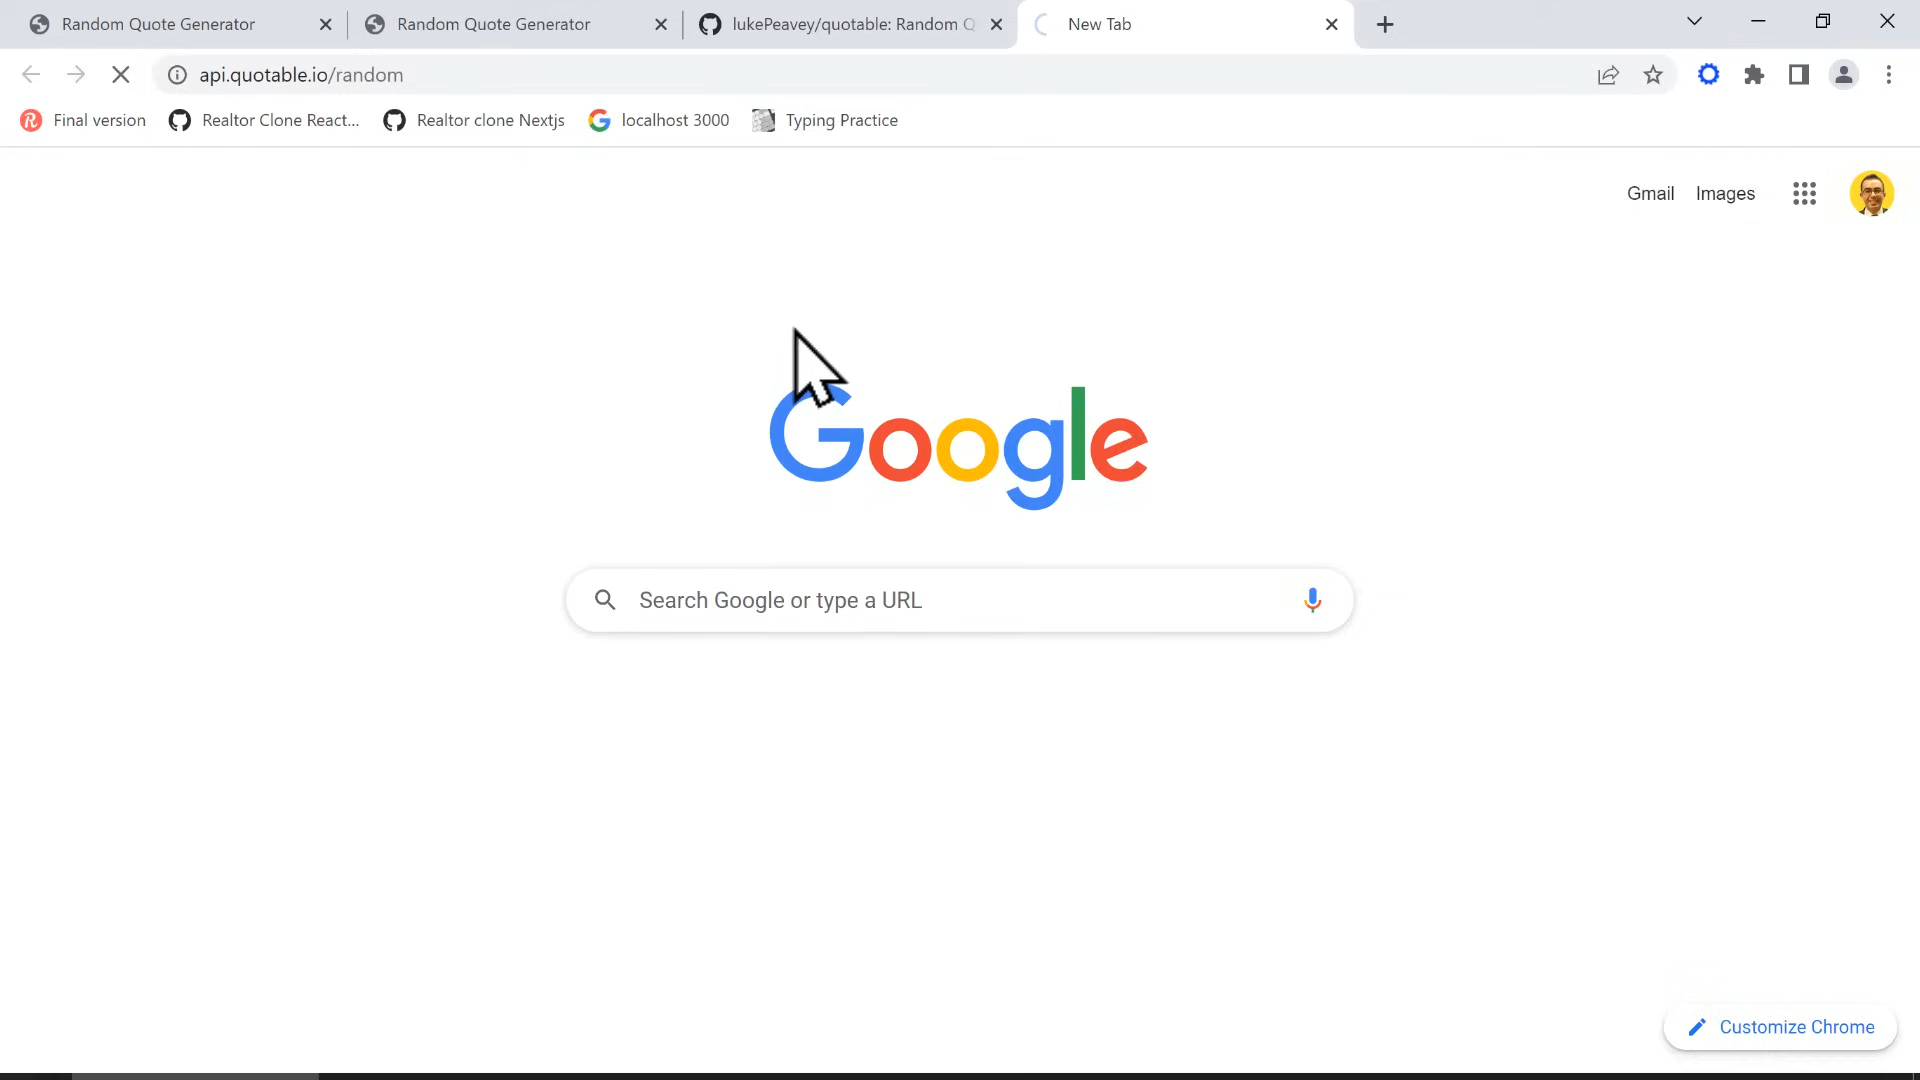 Random Quote Generator
Random Quote Generator
lukePeavey/quotable: Random Q
New Tab
api.quotable.io/random
Final version
Realtor Clone React...
Realtor clone Nextjs
localhost 3000
Typing Practice
Gmail
Images
Google
Search Google or type a URL
Customize Chrome